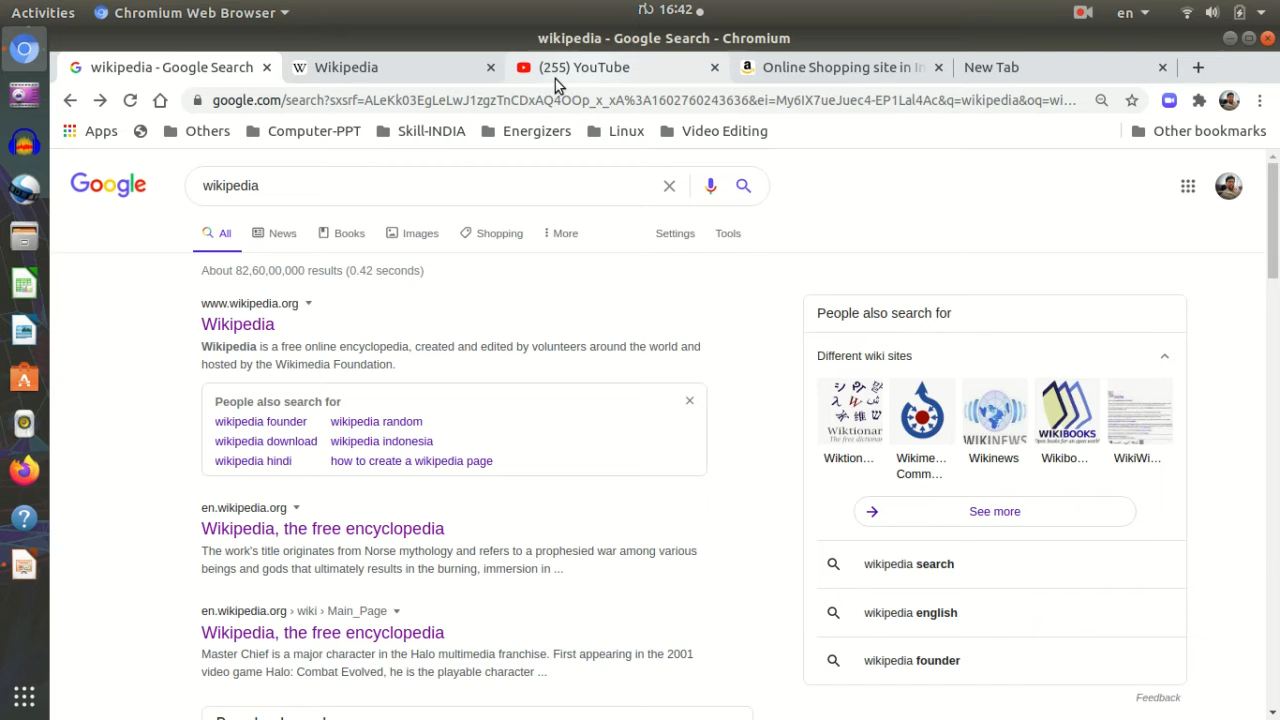 Activities Chromium Web Browser 16:42 en
wikipedia - Google Search - Chromium
wikipedia - Google Search Wikipedia (255) YouTube Online Shopping site in In New Tab
google.com/search?sxsrf=ALeKk03EgLeLwJ1zgzTnCDxAQ4OOp_x_xA%3A1602760243636&ei=My6IX7ueJuec4-EP1Lal4Ac&q=wikipedia&oq=wi...
Apps Others Computer-PPT Skill-INDIA Energizers Linux Video Editing Other bookmarks
Google wikipedia
All News Books Images Shopping More Settings Tools
About 82,60,00,000 results (0.42 seconds)
www.wikipedia.org
Wikipedia
Wikipedia is a free online encyclopedia, created and edited by volunteers around the world and
hosted by the Wikimedia Foundation.
People also search for
wikipedia founder wikipedia random
wikipedia download wikipedia indonesia
wikipedia hindi how to create a wikipedia page
en.wikipedia.org
Wikipedia, the free encyclopedia
The work's title originates from Norse mythology and refers to a prophesied war among various
beings and gods that ultimately results in the burning, immersion in ...
en.wikipedia.org › wiki › Main_Page
Wikipedia, the free encyclopedia
Master Chief is a major character in the Halo multimedia franchise. First appearing in the 2001
video game Halo: Combat Evolved, he is the playable character ...
People also search for
Different wiki sites
Wiktionar
The free dictionary
WIKINEWS
WIKIBOOKS
Wiktion... Wikime... Wikinews Wikibo... WikiWi...
Comm...
See more
wikipedia search
wikipedia english
wikipedia founder
Feedback